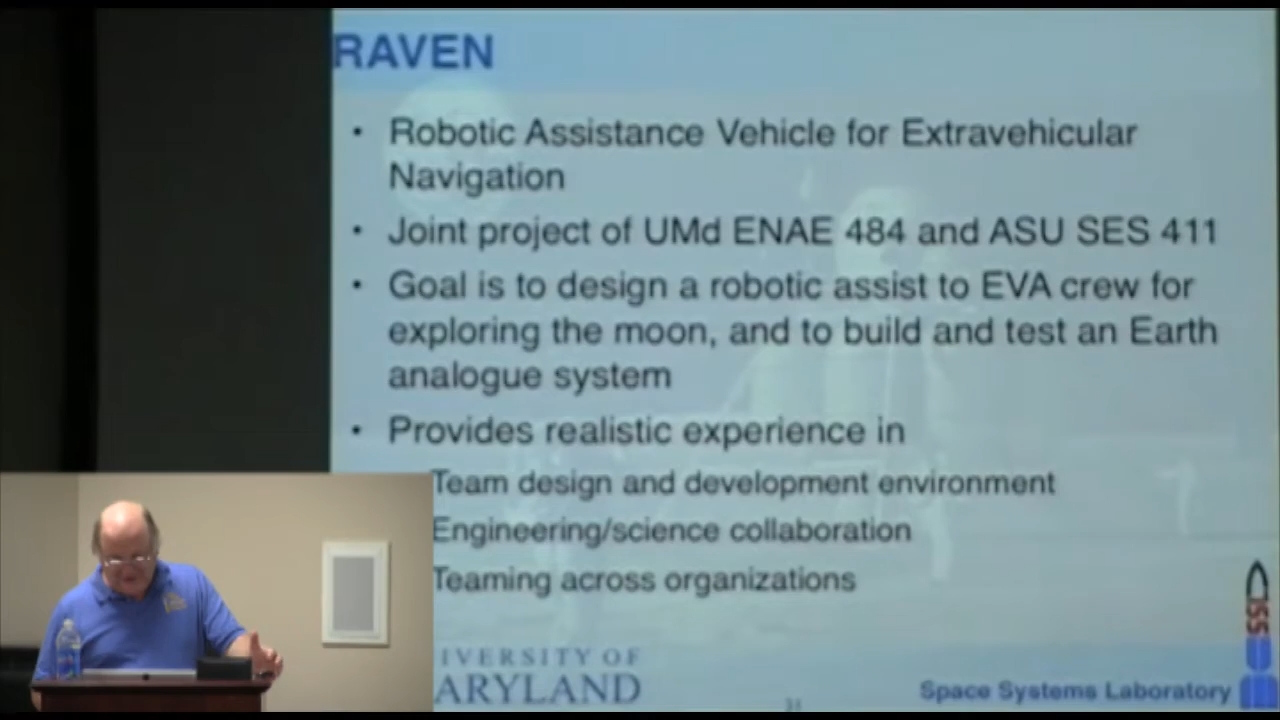 RAVEN
• Robotic Assistance Vehicle for Extravehicular
Navigation
• Joint project of UMd ENAE 484 and ASU SES 411
• Goal is to design a robotic assist to EVA crew for
exploring the moon, and to build and test an Earth
analogue system
• Provides realistic experience in
Team design and development environment
Engineering/science collaboration
Teaming across organizations
IVERSITY OF
ARYLAND
Space Systems Laboratory